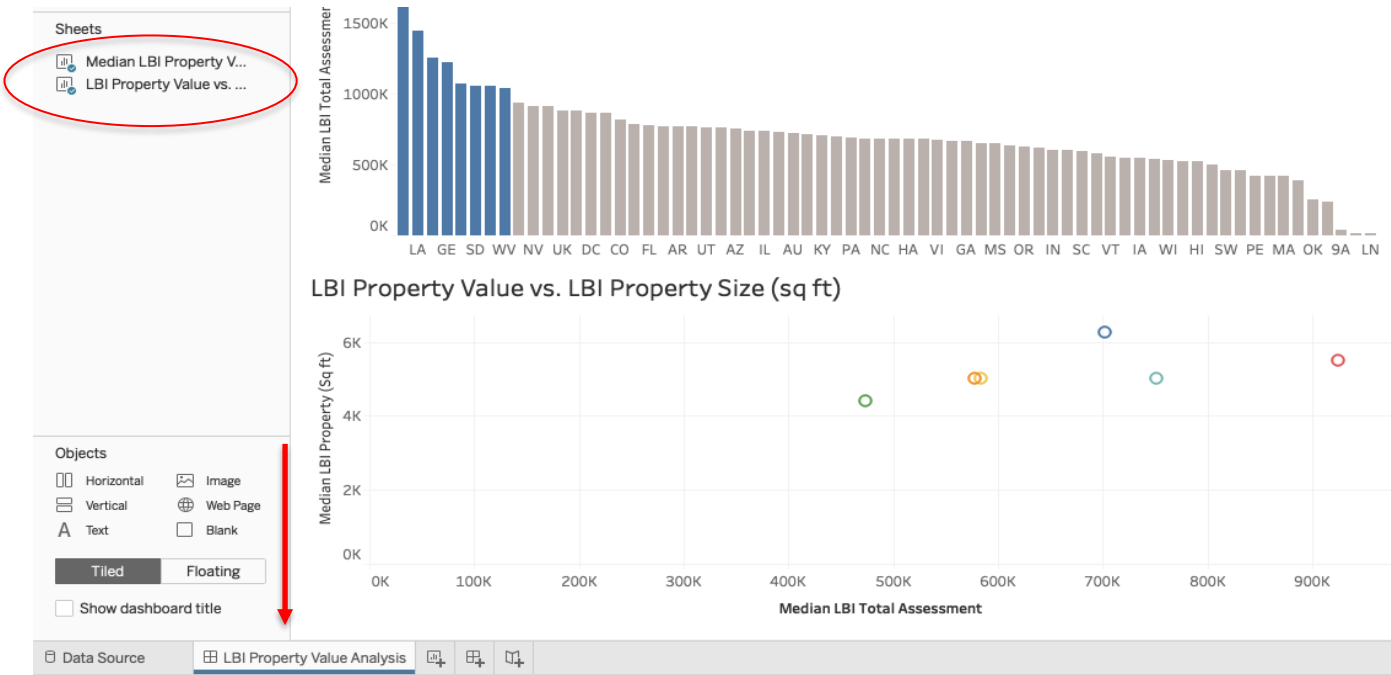 Sheets
Median LBI Property V...
LBI Property Value vs. ...
Objects
Horizontal
Image
Vertical
Web Page
A Text
Blank
Tiled
Floating
Show dashboard title
Median LBI Total Assessmer
1500K
1000K
500K
0K
LA GE SD WV NV UK DC CO FL AR UT AZ IL AU KY PA NC HA VI GA MS OR IN SC VT IA WI HI SW PE MA OK 9A LN
LBI Property Value vs. LBI Property Size (sq ft)
Median LBI Property (Sq ft)
6K
4K
2K
0K
0K 100K 200K 300K 400K 500K 600K 700K 800K 900K
Median LBI Total Assessment
Data Source
LBI Property Value Analysis